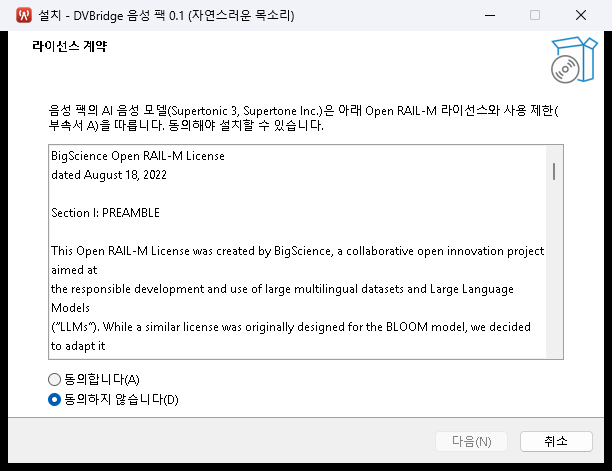 설치 - DVBridge 음성 팩 0.1 (자연스러운 목소리)
라이선스 계약
음성 팩의 AI 음성 모델(Supertonic 3, Supertone Inc.)은 아래 Open RAIL-M 라이선스와 사용 제한(
부속서 A)을 따릅니다. 동의해야 설치할 수 있습니다.
BigScience Open RAIL-M License
dated August 18, 2022
Section I: PREAMBLE
This Open RAIL-M License was created by BigScience, a collaborative open innovation project
aimed at
the responsible development and use of large multilingual datasets and Large Language
Models
("LLMs"). While a similar license was originally designed for the BLOOM model, we decided
to adapt it
동의합니다(A)
동의하지 않습니다(D)
다음(N)
취소